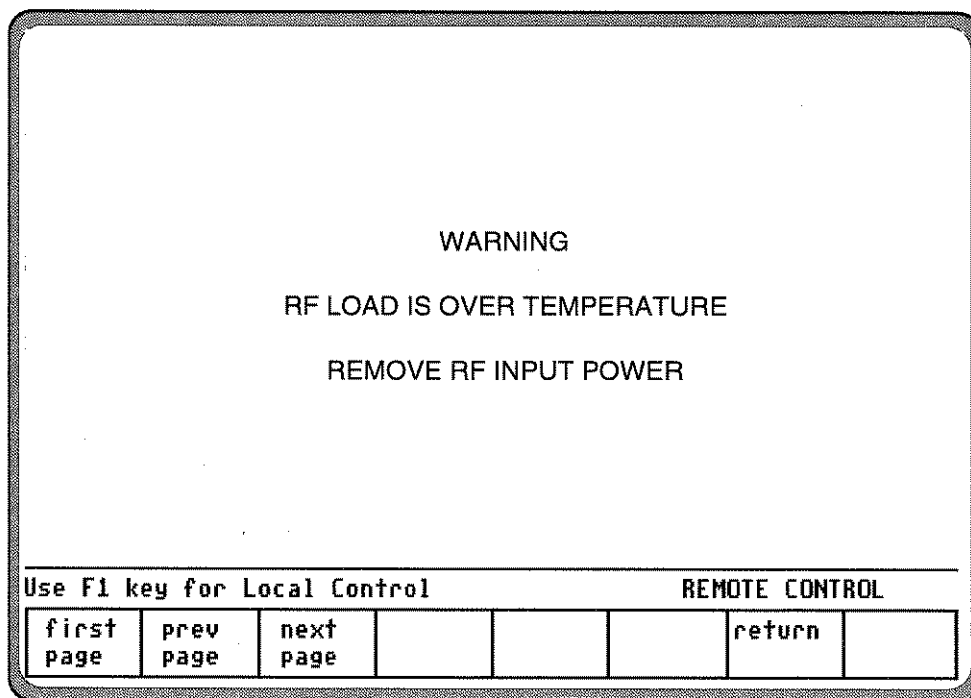 WARNING
RF LOAD IS OVER TEMPERATURE
REMOVE RF INPUT POWER
Use F1 key for Local Control REMOTE CONTROL
first page prev page next page return